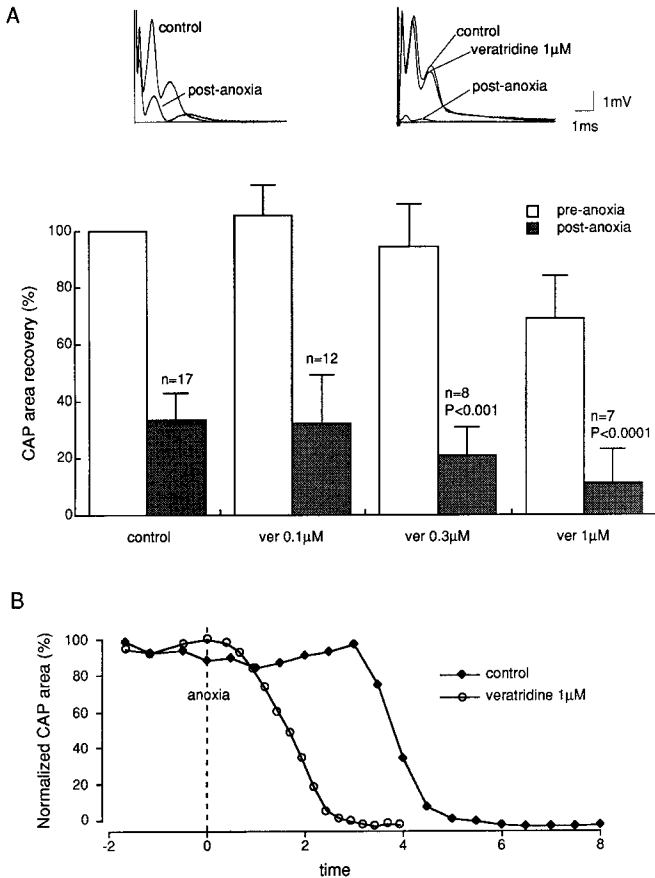 A
control
post-anoxia
control
veratridine 1µM
post-anoxia
1mV
1ms
CAP area recovery (%)
100
80
60
40
20
0
pre-anoxia
post-anoxia
n=17
n=12
n=8
P<0.001
n=7
P<0.0001
control
ver 0.1µM
ver 0.3µM
ver 1µM
B
Normalized CAP area (%)
100
80
60
40
20
0
anoxia
control
veratridine 1µM
-2
0
2
4
6
8
time